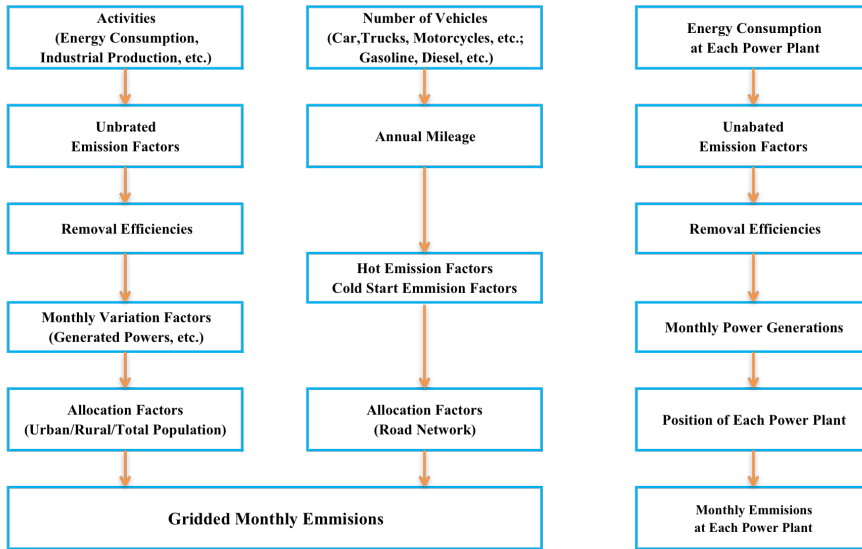 Activities
(Energy Consumption,
Industrial Production, etc.)
Unbrated
Emission Factors
Removal Efficiencies
Monthly Variation Factors
(Generated Powers, etc.)
Allocation Factors
(Urban/Rural/Total Population)
Number of Vehicles
(Car,Trucks, Motorcycles, etc.;
Gasoline, Diesel, etc.)
Annual Mileage
Hot Emission Factors
Cold Start Emmision Factors
Allocation Factors
(Road Network)
Gridded Monthly Emmisions
Energy Consumption
at Each Power Plant
Unabated
Emission Factors
Removal Efficiencies
Monthly Power Generations
Position of Each Power Plant
Monthly Emmisions
at Each Power Plant